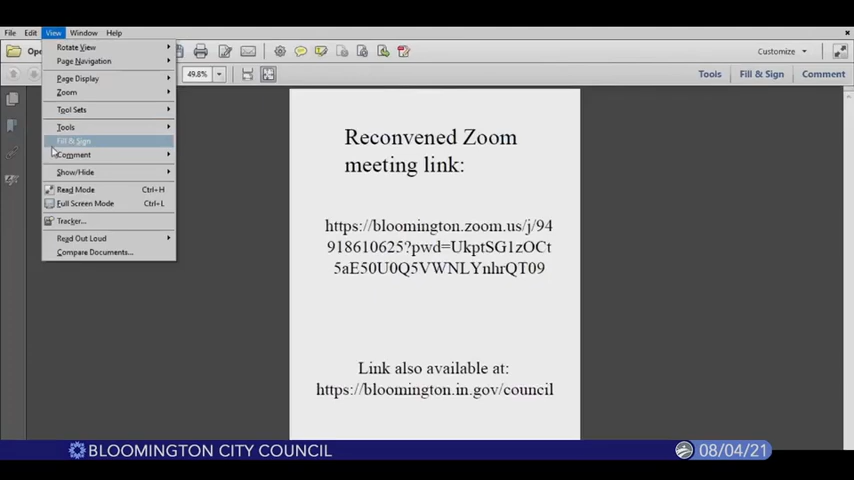 File Edit View Window Help
Customize
49.8%
Tools Fill & Sign Comment
Rotate View
Page Navigation
Page Display
Zoom
Tool Sets
Tools
Fill & Sign
Comment
Show/Hide
Read Mode Ctrl+H
Full Screen Mode Ctrl+L
Tracker...
Read Out Loud
Compare Documents...
Reconvened Zoom
meeting link:
https://bloomington.zoom.us/j/94
918610625?pwd=UkptSG1zOCt
5aE50U0Q5VWNLYnhrQT09
Link also available at:
https://bloomington.in.gov/council
BLOOMINGTON CITY COUNCIL
08/04/21